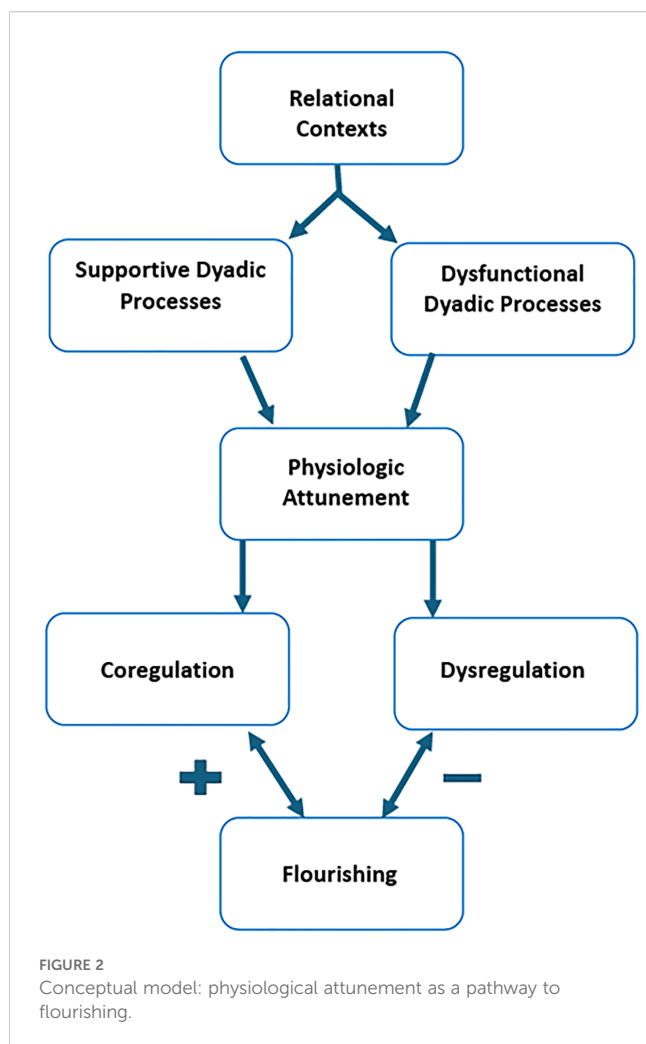 Relational
Contexts
Supportive Dyadic
Processes
Dysfunctional
Dyadic Processes
Physiologic
Attunement
Coregulation
Dysregulation
+
−
Flourishing
FIGURE 2
Conceptual model: physiological attunement as a pathway to
flourishing.